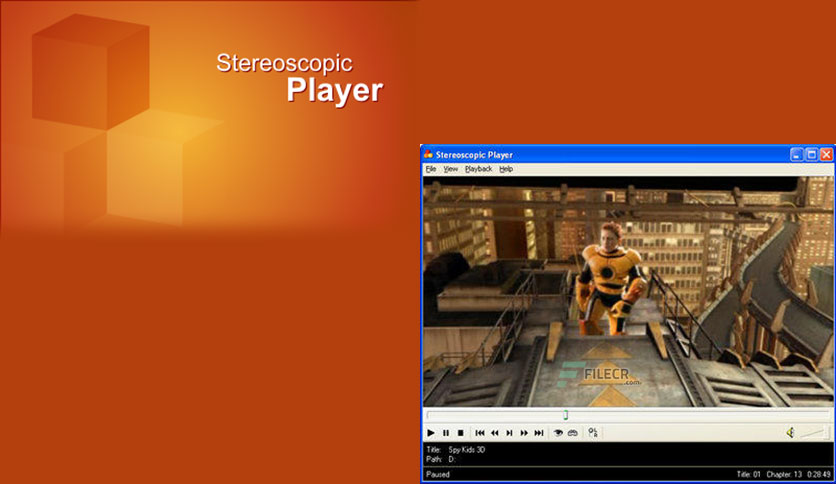 Stereoscopic
Player
Stereoscopic Player
File View Playback Help
FILECR
.com
Title: Spy Kids 3D
Path: D:
Paused Title: 01 Chapter: 13 0:28:49